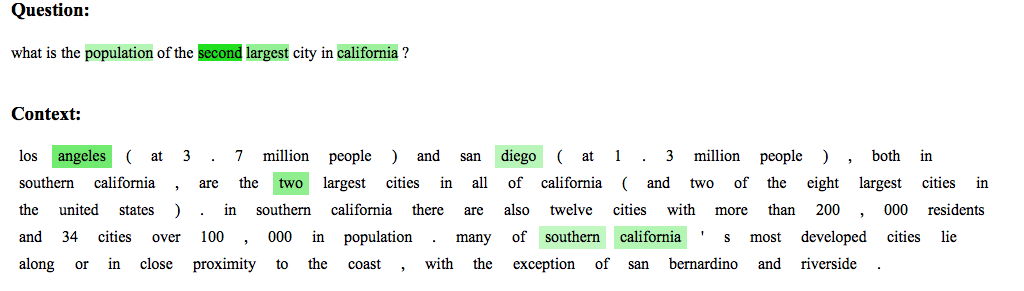 Question:
what is the population of the second largest city in california ?
Context:
los angeles ( at 3 . 7 million people ) and san diego ( at 1 . 3 million people ) , both in
southern california , are the two largest cities in all of california ( and two of the eight largest cities in
the united states ) . in southern california there are also twelve cities with more than 200 , 000 residents
and 34 cities over 100 , 000 in population . many of southern california ' s most developed cities lie
along or in close proximity to the coast , with the exception of san bernardino and riverside .